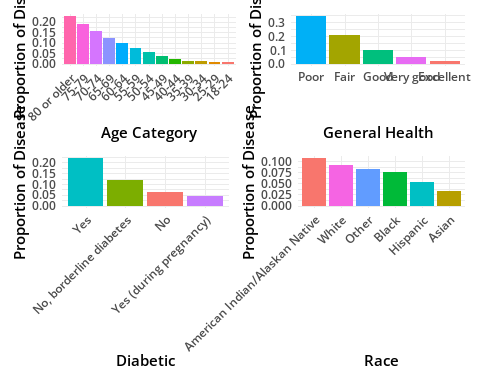 Proportion of Disease
0.20
0.15
0.10
0.05
0.00
80 or older
75-79
70-74
65-69
60-64
55-59
50-54
45-49
40-44
35-39
30-34
25-29
18-24
Age Category
Proportion of Dis
0.3
0.2
0.1
0.0
Poor
Fair
Good
Very good
Excellent
General Health
Proportion of Disease
0.20
0.15
0.10
0.05
0.00
Yes
No, borderline diabetes
No
Yes (during pregnancy)
Diabetic
Proportion of Disease
0.100
0.075
0.050
0.025
0.000
American Indian/Alaskan Native
White
Other
Black
Hispanic
Asian
Race